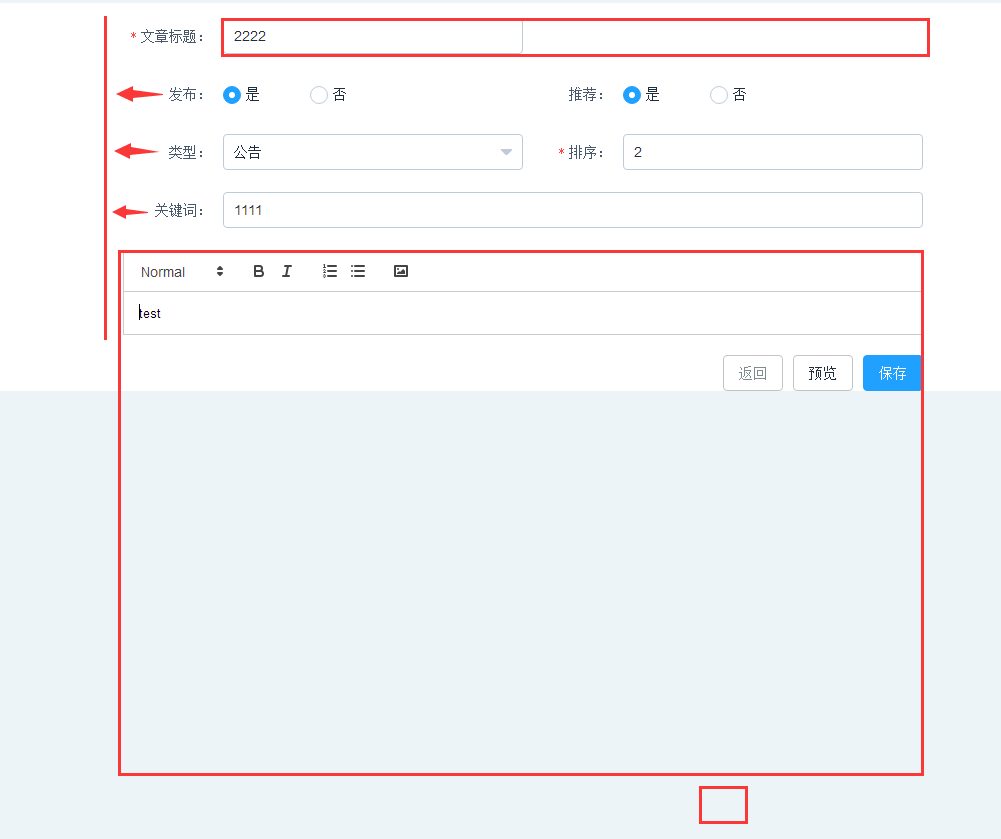 * 文章标题： 2222
发布： 是 否 推荐： 是 否
类型： 公告 * 排序： 2
关键词： 1111
Normal B I
test
返回 预览 保存